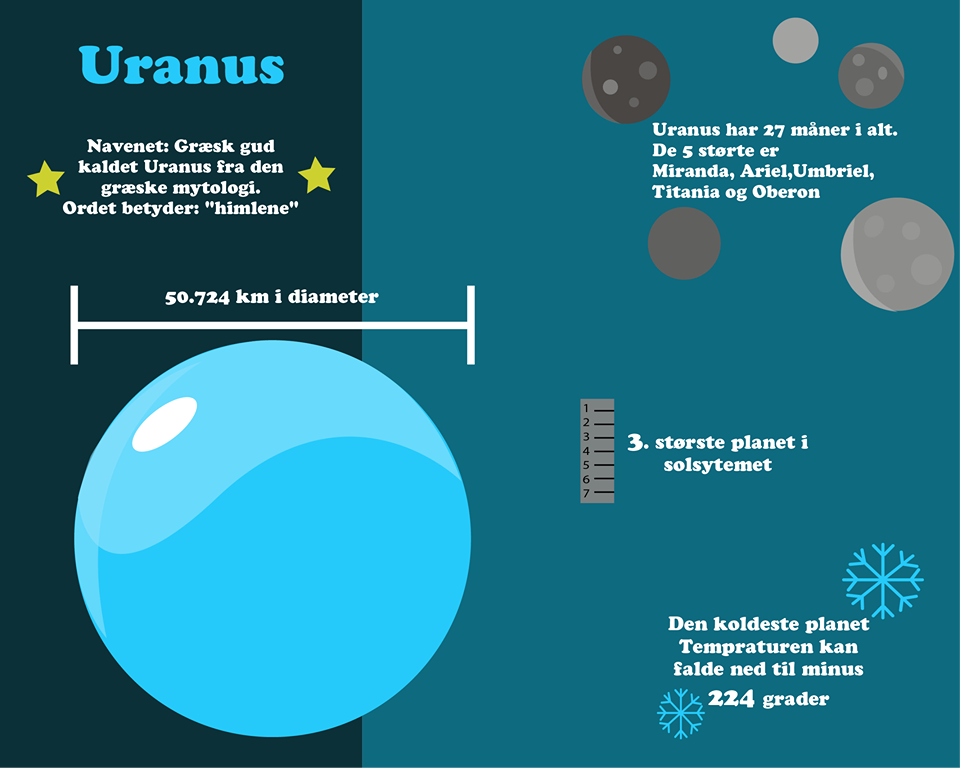 Uranus
Navenet: Græsk gud
kaldet Uranus fra den
græske mytologi.
Ordet betyder: "himlene"
50.724 km i diameter
Uranus har 27 måner i alt.
De 5 størte er
Miranda, Ariel,Umbriel,
Titania og Oberon
1
2
3
4
5
6
7
3. største planet i
solsytemet
Den koldeste planet
Tempraturen kan
falde ned til minus
224 grader